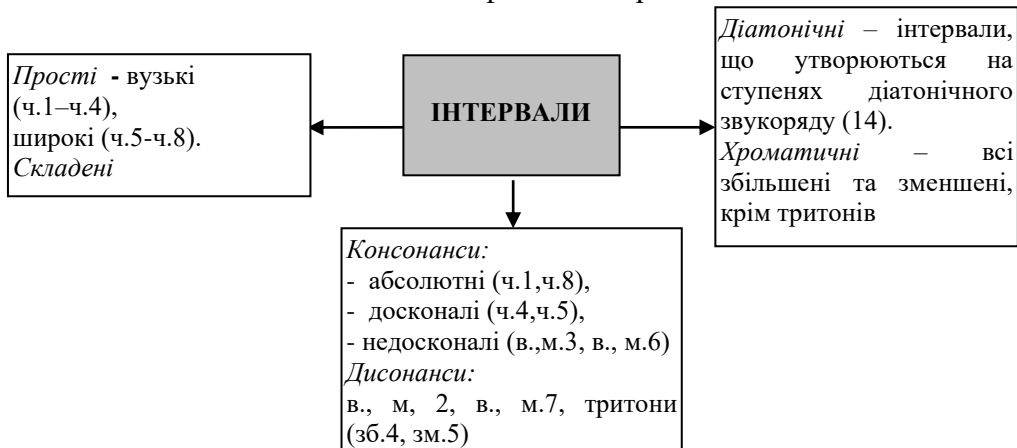 Прості - вузькі
(ч.1–ч.4),
широкі (ч.5-ч.8).
Складені
ІНТЕРВАЛИ
Діатонічні – інтервали,
що утворюються на
ступенях діатонічного
звукоряду (14).
Хроматичні – всі
збільшені та зменшені,
крім тритонів
Консонанси:
- абсолютні (ч.1,ч.8),
- досконалі (ч.4,ч.5),
- недосконалі (в.,м.3, в., м.6)
Дисонанси:
в., м, 2, в., м.7, тритони
(зб.4, зм.5)